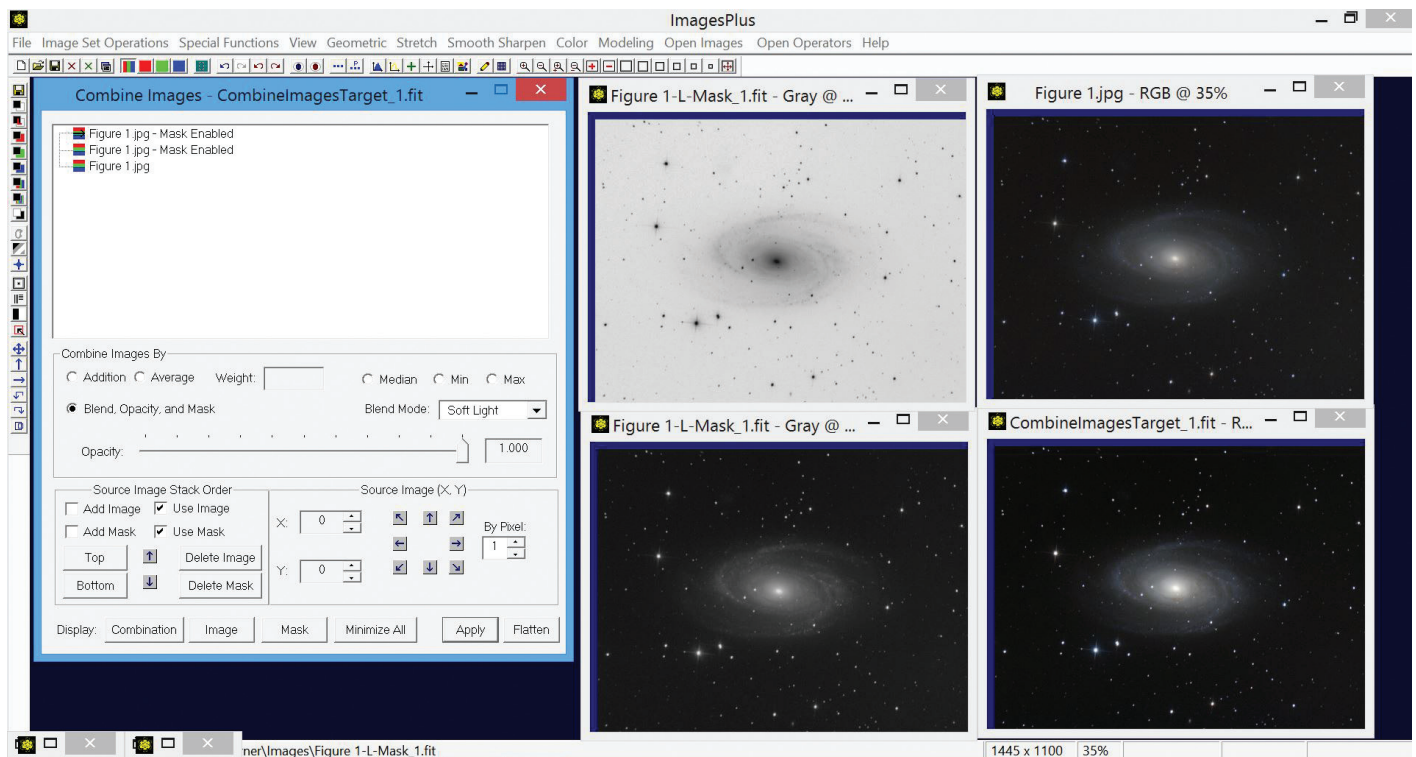 ImagesPlus
File Image Set Operations Special Functions View Geometric Stretch Smooth Sharpen Color Modeling Open Images Open Operators Help
Combine Images - CombineImagesTarget_1.fit
Figure 1.jpg - Mask Enabled
Figure 1.jpg - Mask Enabled
Figure 1.jpg
Combine Images By
Addition Average Weight: Median Min Max
Blend, Opacity, and Mask Blend Mode: Soft Light
Opacity: 1.000
Source Image Stack Order
Add Image Use Image
Add Mask Use Mask
Top Delete Image
Bottom Delete Mask
Source Image (X, Y)
X: 0
Y: 0
By Pixel:
1
Display: Combination Image Mask Minimize All Apply Flatten
Figure 1-L-Mask_1.fit - Gray @ ...
Figure 1.jpg - RGB @ 35%
Figure 1-L-Mask_1.fit - Gray @ ...
CombineImagesTarget_1.fit - R...
ner\Images\Figure 1-L-Mask_1.fit
1445 x 1100 35%